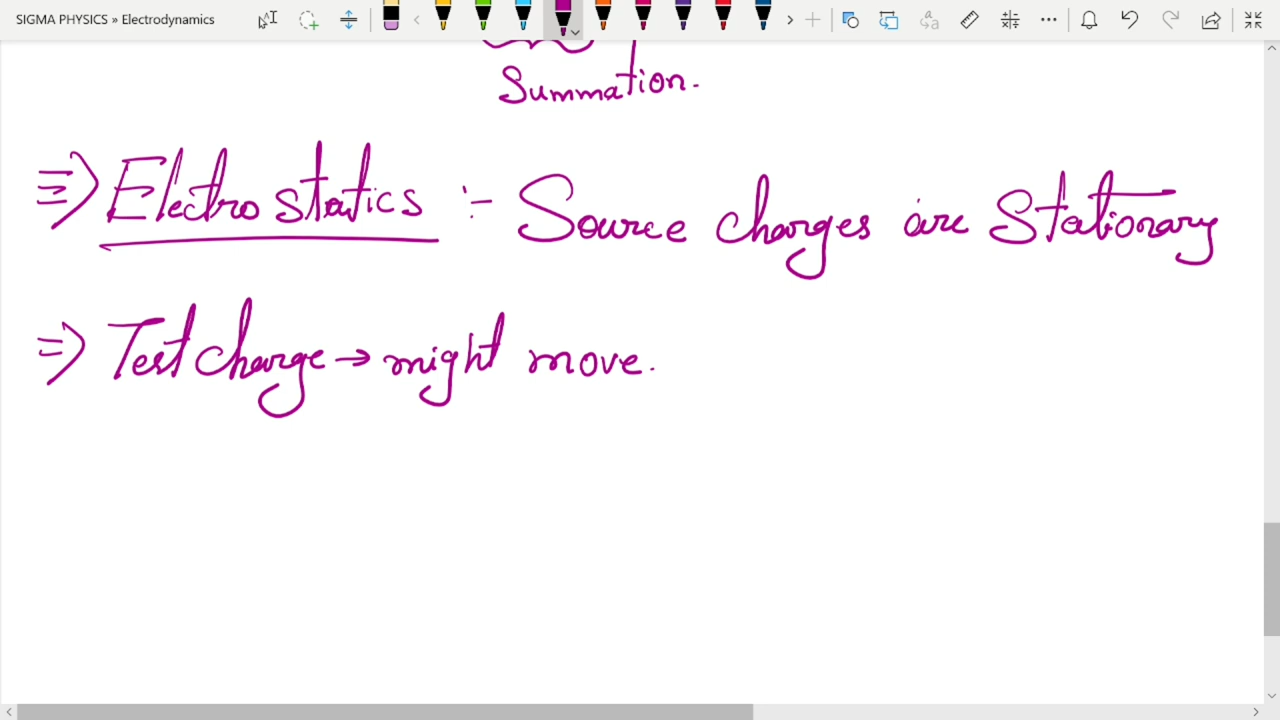 SIGMA PHYSICS » Electrodynamics
Summation.
⇒ Electrostatics :- Source charges are Stationary
⇒ Test charge → might move.